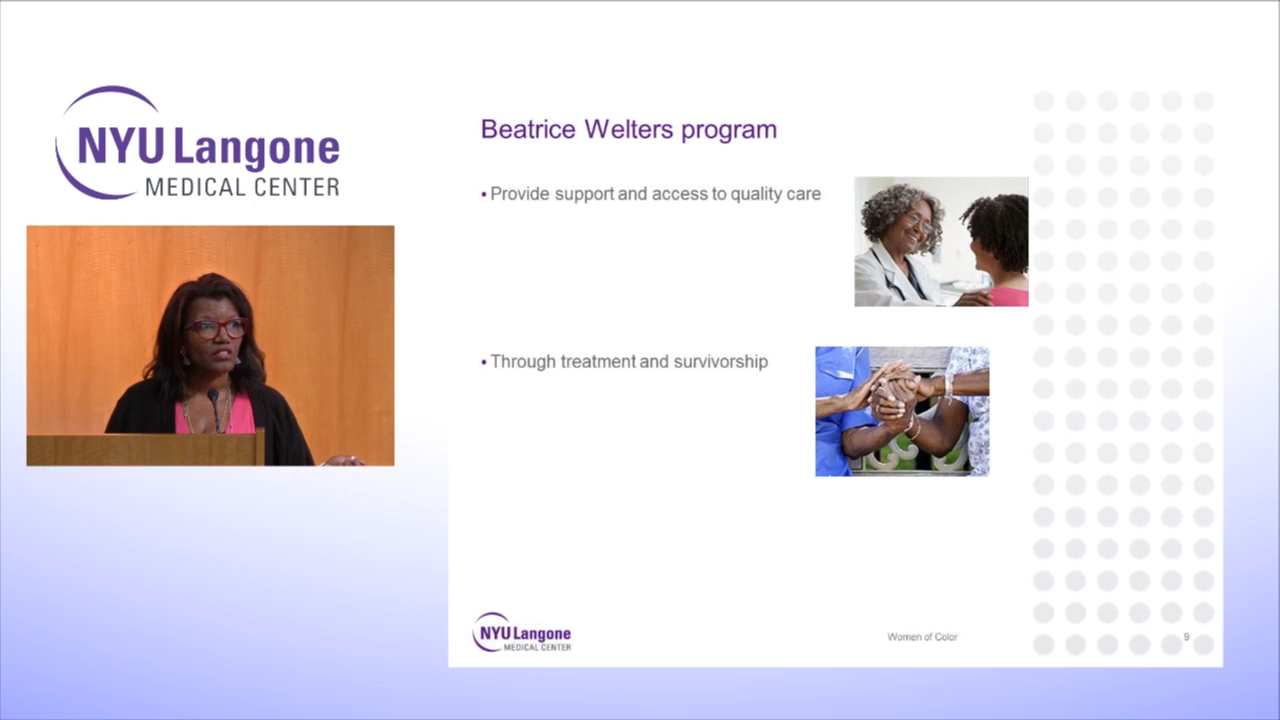 NYU Langone
MEDICAL CENTER
Beatrice Welters program
• Provide support and access to quality care
• Through treatment and survivorship
NYU Langone
MEDICAL CENTER
Women of Color
9